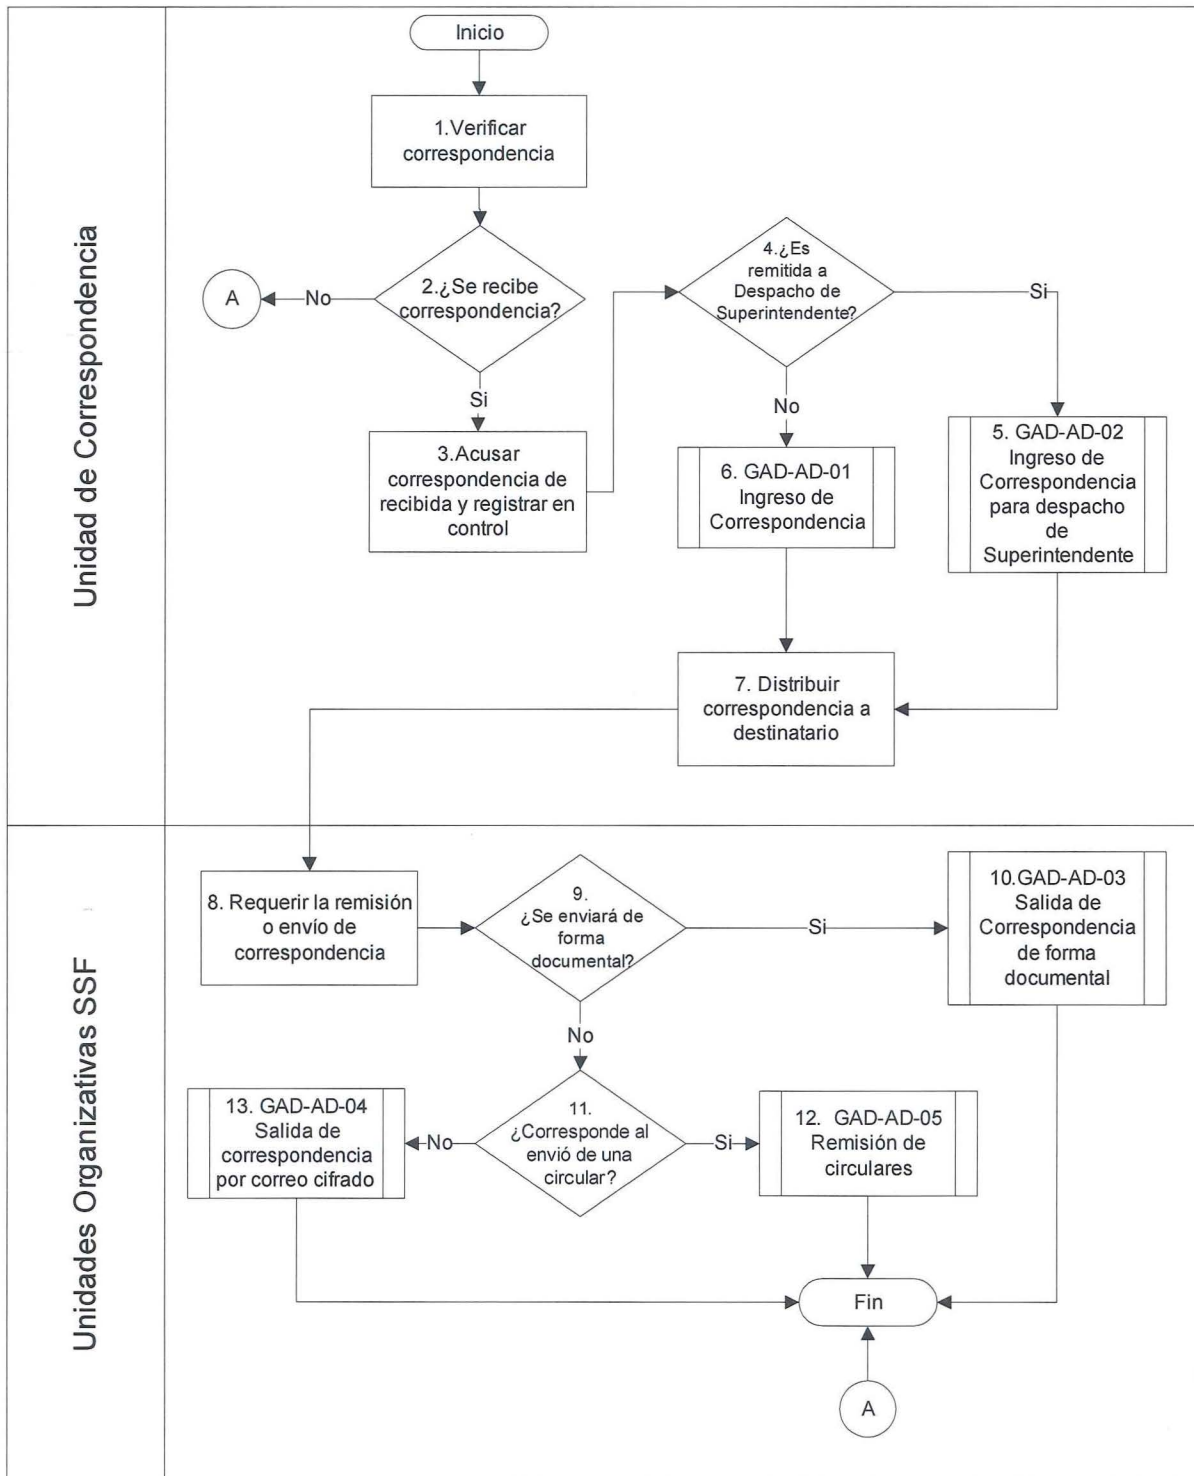 Unidad de Correspondencia
Inicio
1.Verificar
correspondencia
2.¿Se recibe
correspondencia?
No
A
Si
3.Acusar
correspondencia de
recibida y registrar en
control
4.¿Es
remitida a
Despacho de
Superintendente?
Si
No
5. GAD-AD-02
Ingreso de
Correspondencia
para despacho
de
Superintendente
6. GAD-AD-01
Ingreso de
Correspondencia
7. Distribuir
correspondencia a
destinatario
Unidades Organizativas SSF
8. Requerir la remisión
o envío de
correspondencia
9.
¿Se enviará de
forma
documental?
Si
10.GAD-AD-03
Salida de
Correspondencia
de forma
documental
No
11.
¿Corresponde al
envió de una
circular?
Si
12. GAD-AD-05
Remisión de
circulares
No
13. GAD-AD-04
Salida de
correspondencia
por correo cifrado
Fin
A